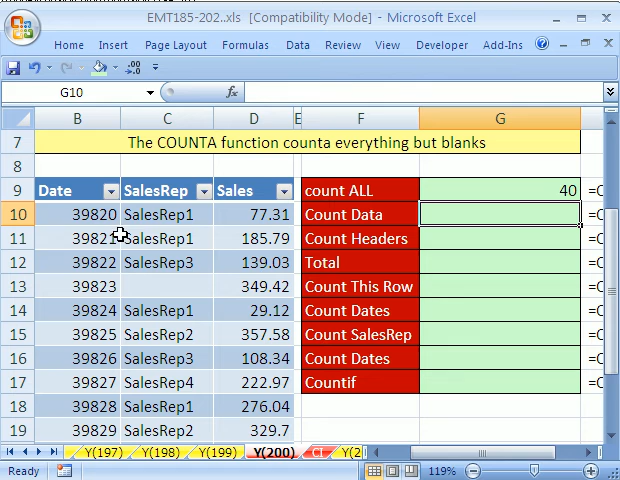 EMT185-202..xls [Compatibility Mode] - Microsoft Excel
Home Insert Formulas Data Review View Developer Add-Ins
G10 fx
B C D E F G
7 The COUNTA function counta everything but blanks
8
9 Date SalesRep Sales count ALL 40 =C
10 39820 SalesRep1 77.31 Count Data
11 39821 SalesRep1 185.79 Count Headers =C
12 39822 SalesRep3 139.03 Total =C
13 39823 349.42 Count This Row =C
14 39824 SalesRep1 29.12 Count Dates =C
15 39825 SalesRep2 357.58 Count SalesRep =C
16 39826 SalesRep3 108.34 Count Dates =C
17 39827 SalesRep4 222.97 Countif =C
18 39828 SalesRep1 276.04
19 39829 SalesRep2 329.7
Y(197) Y(198) Y(199) Y(200) CI Y(2
Ready 119%